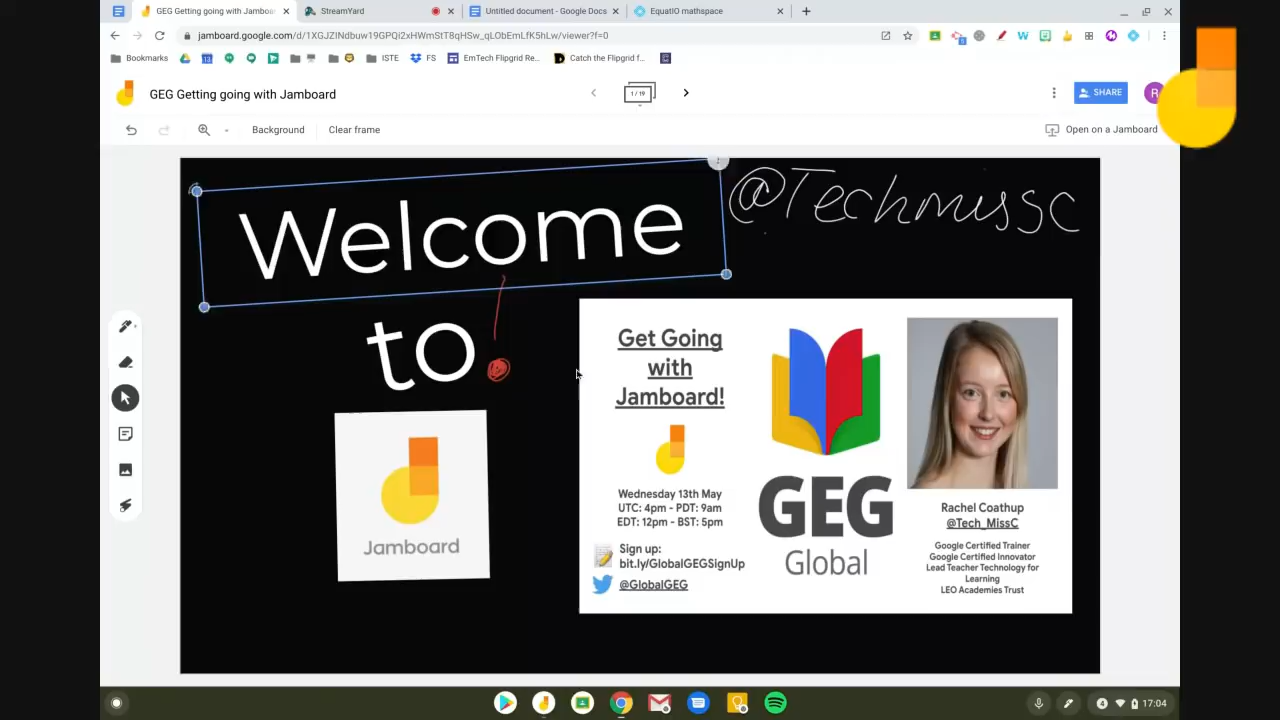 GEG Getting going with Jamboa
StreamYard
Untitled document - Google Docs
EquatIO mathspace
jamboard.google.com/d/1XGJZINdbuw19GPQi2xHWmStT8qHSw_qLObEmLfK5hLw/viewer?f=0
Bookmarks
ISTE
FS
EmTech Flipgrid Re...
Catch the Flipgrid f...
GEG Getting going with Jamboard
1 / 19
SHARE
R
Background
Clear frame
Open on a Jamboard
Welcome
@Techmissc
to
Jamboard
Get Going
with
Jamboard!
Wednesday 13th May
UTC: 4pm - PDT: 9am
EDT: 12pm - BST: 5pm
Sign up:
bit.ly/GlobalGEGSignUp
@GlobalGEG
GEG
Global
Rachel Coathup
@Tech_MissC
Google Certified Trainer
Google Certified Innovator
Lead Teacher Technology for
Learning
LEO Academies Trust
4
17:04